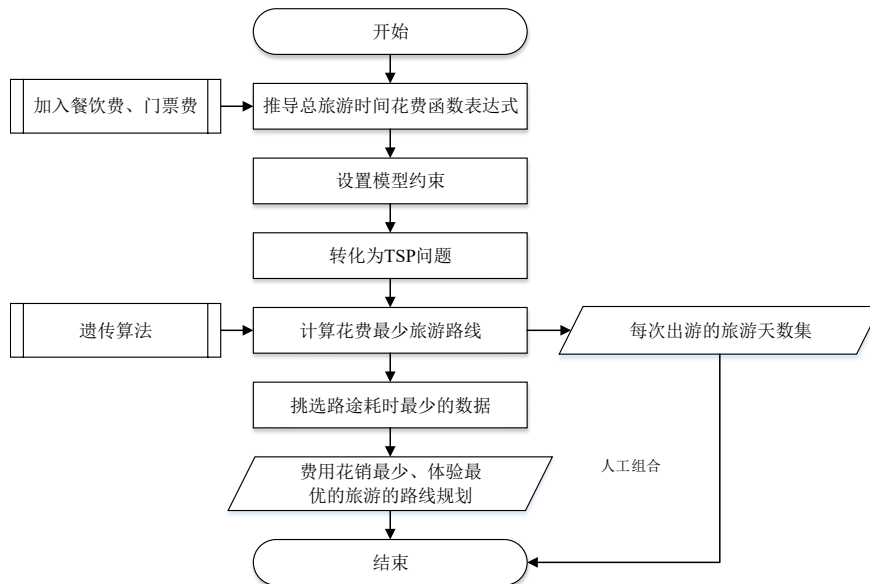 开始
加入餐饮费、门票费
推导总旅游时间花费函数表达式
设置模型约束
转化为TSP问题
遗传算法
计算花费最少旅游路线
每次出游的旅游天数集
挑选路途耗时最少的数据
人工组合
费用花销最少、体验最
优的旅游的路线规划
结束